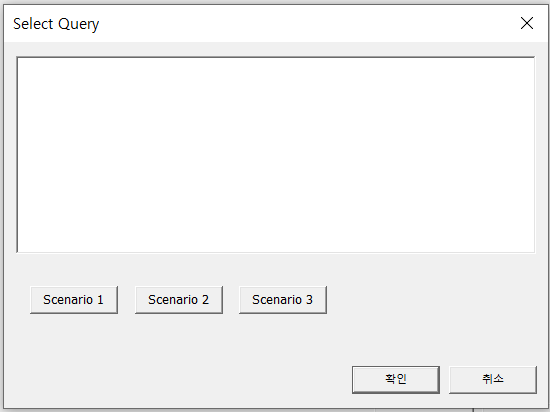 Select Query
Scenario 1 Scenario 2 Scenario 3
확인 취소